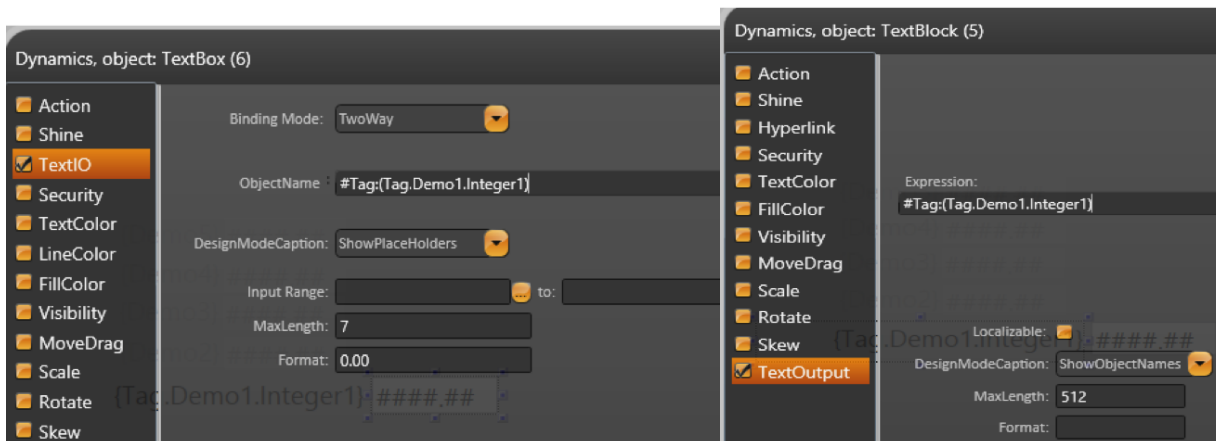 Dynamics, object: TextBox (6)
Action
Shine
TextIO
Security
TextColor
LineColor
FillColor
Visibility
MoveDrag
Scale
Rotate
Skew
Binding Mode: TwoWay
ObjectName : #Tag:(Tag.Demo1.Integer1)
DesignModeCaption: ShowPlaceHolders
Input Range: ... to:
MaxLength: 7
Format: 0.00
{Tag.Demo1.Integer1} ####.##
Dynamics, object: TextBlock (5)
Action
Shine
Hyperlink
Security
TextColor
FillColor
Visibility
MoveDrag
Scale
Rotate
Skew
TextOutput
Expression:
#Tag:(Tag.Demo1.Integer1)
Localizable:
{Tag.Demo1.Integer1} ####.##
DesignModeCaption: ShowObjectNames
MaxLength: 512
Format: